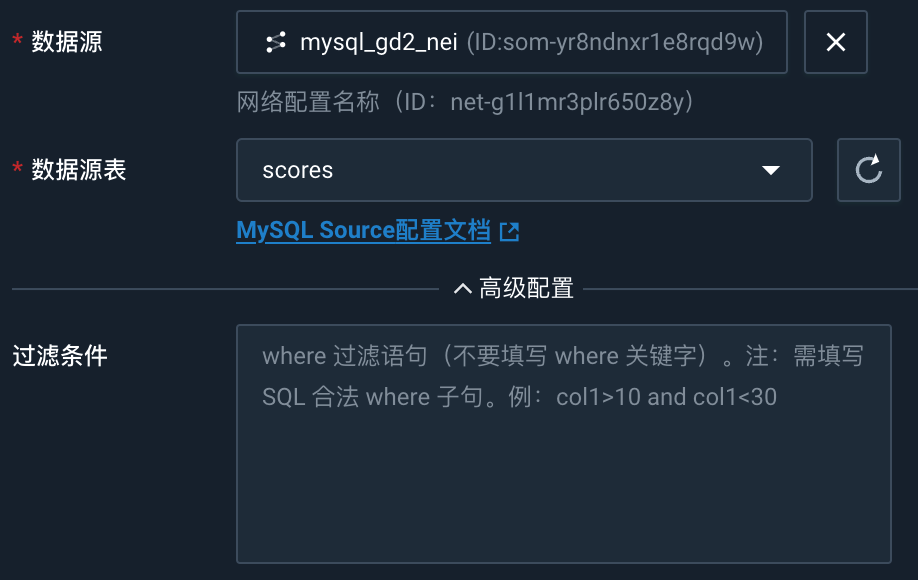 * 数据源
mysql_gd2_nei (ID:som-yr8ndnxr1e8rqd9w)
网络配置名称（ID：net-g1l1mr3plr650z8y）
* 数据源表
scores
MySQL Source配置文档
高级配置
过滤条件
where 过滤语句（不要填写 where 关键字）。注：需填写
SQL 合法 where 子句。例：col1>10 and col1<30